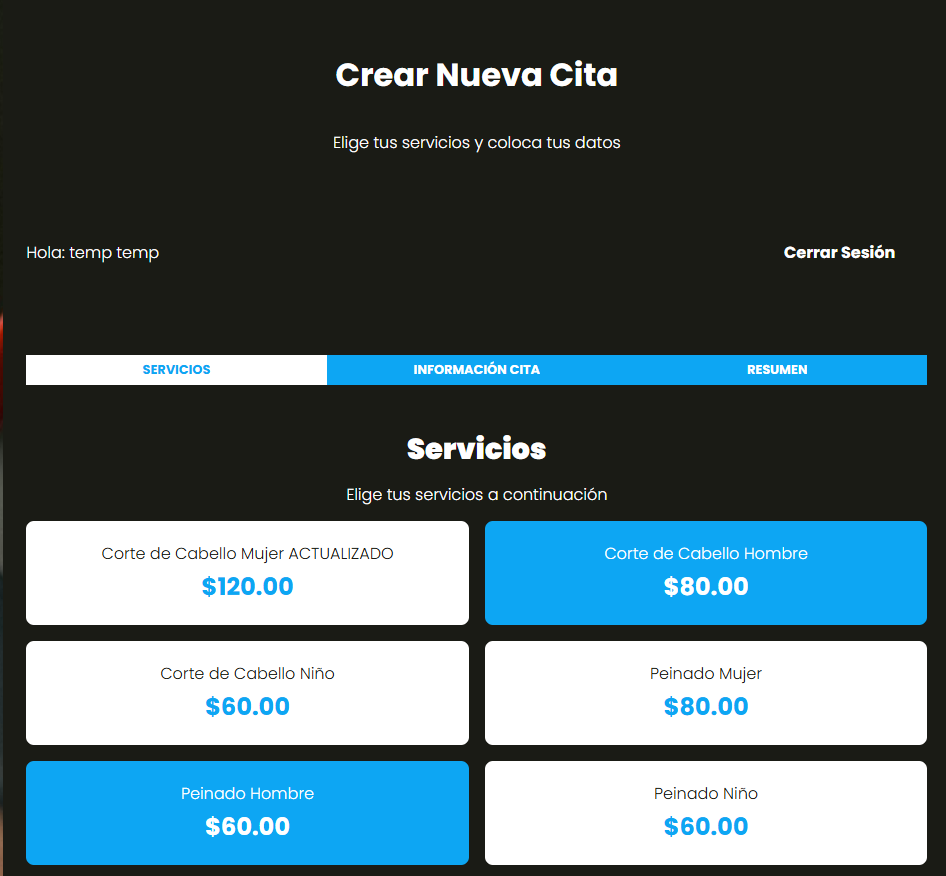 Crear Nueva Cita
Elige tus servicios y coloca tus datos
Hola: temp temp
Cerrar Sesión
SERVICIOS
INFORMACIÓN CITA
RESUMEN
Servicios
Elige tus servicios a continuación
Corte de Cabello Mujer ACTUALIZADO
$120.00
Corte de Cabello Hombre
$80.00
Corte de Cabello Niño
$60.00
Peinado Mujer
$80.00
Peinado Hombre
$60.00
Peinado Niño
$60.00